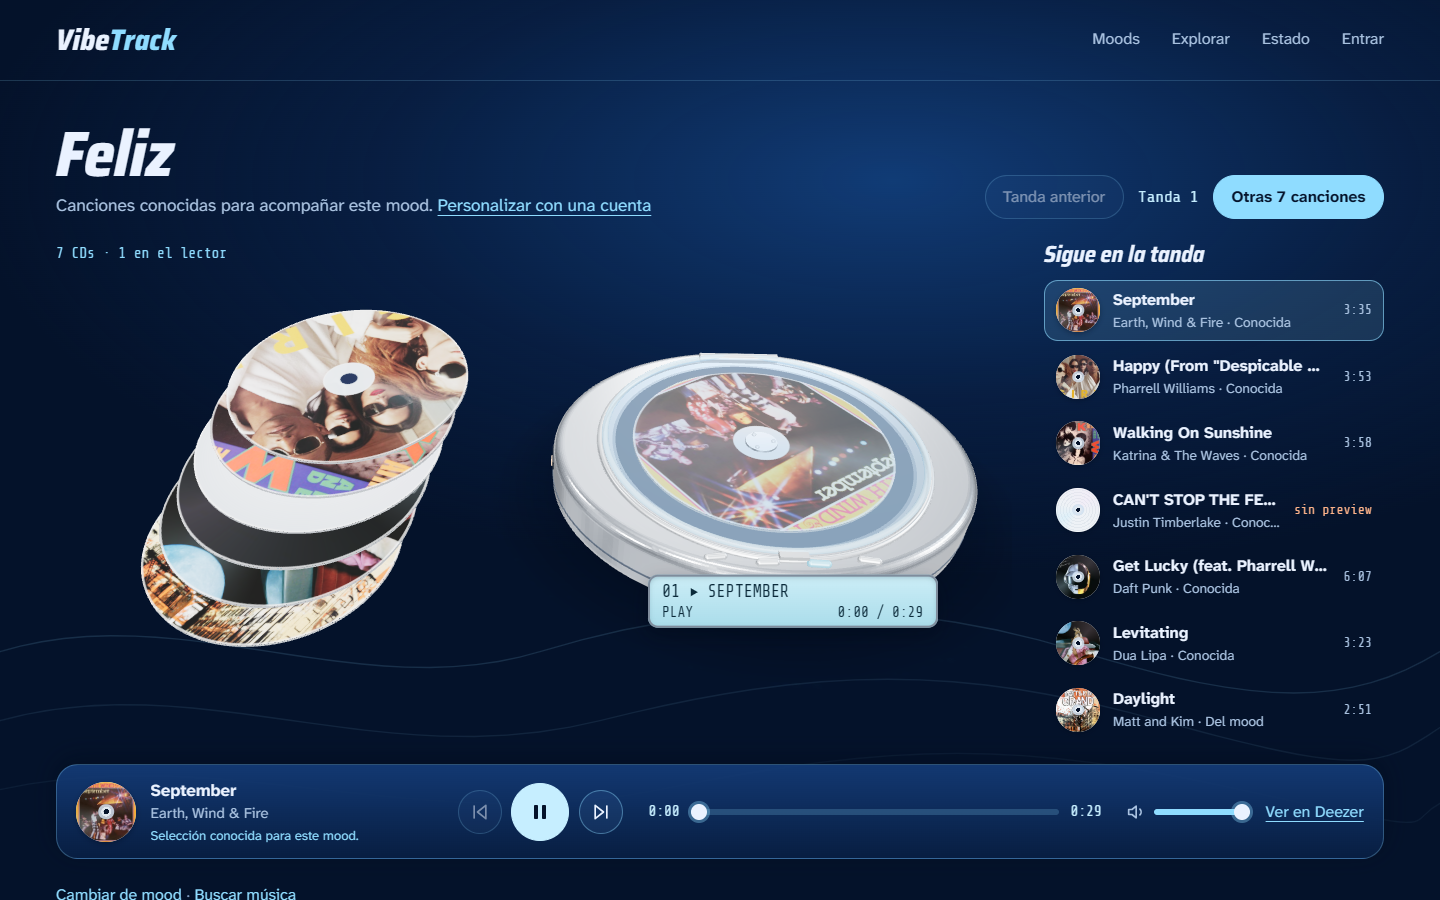 VibeTrack
Moods
Explorar
Estado
Entrar
Feliz
Canciones conocidas para acompañar este mood. Personalizar con una cuenta
Tanda anterior
Tanda 1
Otras 7 canciones
7 CDs · 1 en el lector
Sigue en la tanda
September
Earth, Wind & Fire · Conocida
3:35
Happy (From "Despicable ...
Pharrell Williams · Conocida
3:53
Walking On Sunshine
Katrina & The Waves · Conocida
3:58
CAN'T STOP THE FE...
Justin Timberlake · Conoc...
sin preview
Get Lucky (feat. Pharrell W...
Daft Punk · Conocida
6:07
Levitating
Dua Lipa · Conocida
3:23
Daylight
Matt and Kim · Del mood
2:51
september
01 ▶ SEPTEMBER
PLAY
0:00 / 0:29
September
Earth, Wind & Fire
Selección conocida para este mood.
0:00
0:29
Ver en Deezer
Cambiar de mood · Buscar música